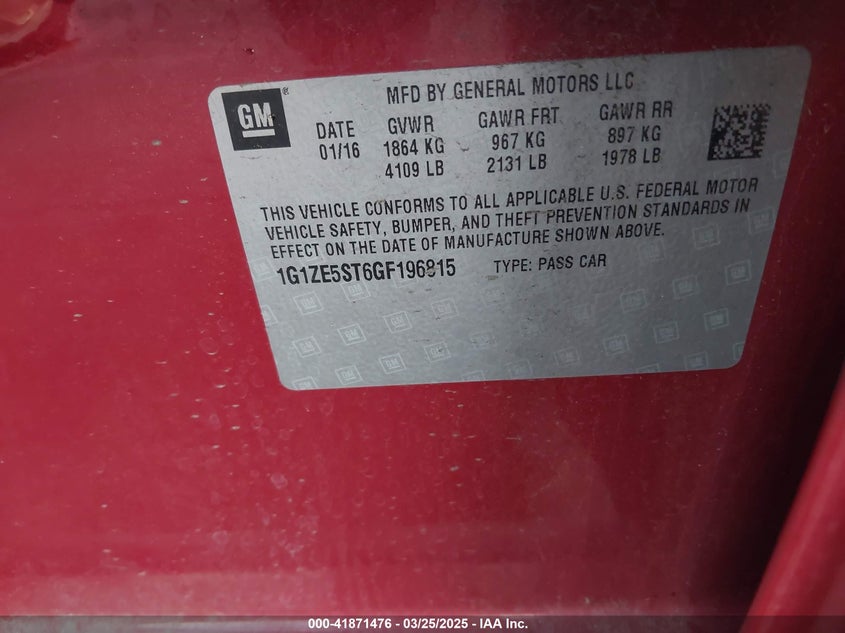 GM
®
MFD BY GENERAL MOTORS LLC
DATE GVWR GAWR FRT GAWR RR
01/16 1864 KG 967 KG 897 KG
4109 LB 2131 LB 1978 LB
THIS VEHICLE CONFORMS TO ALL APPLICABLE U.S. FEDERAL MOTOR
VEHICLE SAFETY, BUMPER, AND THEFT PREVENTION STANDARDS IN
EFFECT ON THE DATE OF MANUFACTURE SHOWN ABOVE.
1G1ZE5ST6GF196815 TYPE: PASS CAR
000-41871476 - 03/25/2025 - IAA Inc.